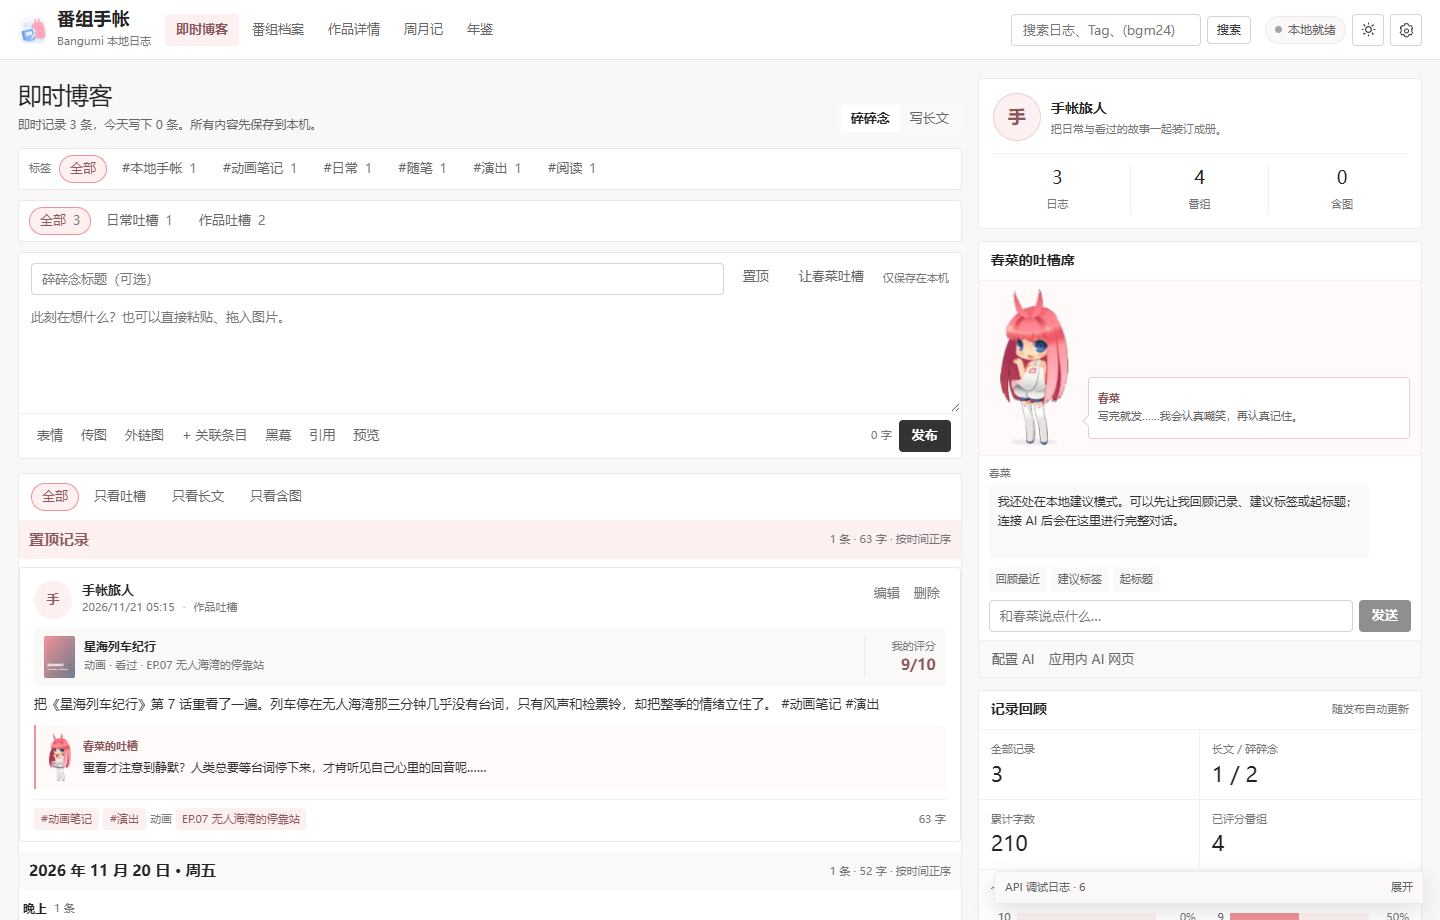 番组手帐
Bangumi 本地日志
即时博客 番组档案 作品详情 周月记 年鉴
搜索日志、Tag、(bgm24) 搜索 本地就绪
即时博客
即时记录 3 条，今天写下 0 条。所有内容先保存到本机。
碎碎念 写长文
标签 全部 #本地手帐 1 #动画笔记 1 #日常 1 #随笔 1 #演出 1 #阅读 1
全部 3 日常吐槽 1 作品吐槽 2
碎碎念标题（可选） 置顶 让春菜吐槽 仅保存在本机
此刻在想什么？也可以直接粘贴、拖入图片。
表情 传图 外链图 + 关联条目 黑幕 引用 预览 0 字 发布
全部 只看吐槽 只看长文 只看含图
置顶记录 1 条 · 63 字 · 按时间正序
手 手帐旅人 编辑 删除
2026/11/21 05:15 · 作品吐槽
星海列车纪行
动画 · 看过 · EP.07 无人海湾的停靠站
我的评分
9/10
把《星海列车纪行》第 7 话重看了一遍。列车停在无人海湾那三分钟几乎没有台词，只有风声和检票铃，却把整季的情绪立住了。 #动画笔记 #演出
春菜的吐槽
重看才注意到静默？人类总要等台词停下来，才肯听见自己心里的回音呢……
#动画笔记 #演出 动画 EP.07 无人海湾的停靠站 63 字
2026 年 11 月 20 日 • 周五 1 条 · 52 字 · 按时间正序
晚上 1 条
手 手帐旅人
把日常与看过的故事一起装订成册。
3 4 0
日志 番组 含图
春菜的吐槽席
春菜
写完就发……我会认真嘲笑，再认真记住。
春菜
我还处在本地建议模式。可以先让我回顾记录、建议标签或起标题；
连接 AI 后会在这里进行完整对话。
回顾最近 建议标签 起标题
和春菜说点什么... 发送
配置 AI 应用内 AI 网页
记录回顾 随发布自动更新
全部记录 长文 / 碎碎念
3 1 / 2
累计字数 已评分番组
210 4
API 调试日志 · 6 展开
10 0% 9 50%